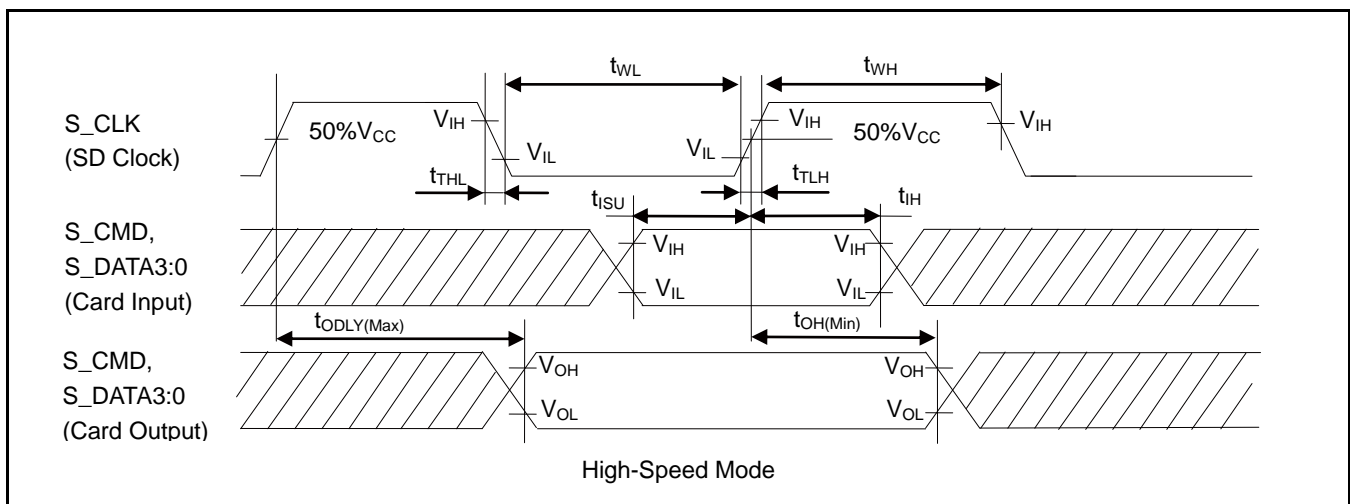 tWL
tWH
S_CLK
(SD Clock)
50%VCC
VIH
VIL
VIL
VIH
50%VCC
VIH
tTHL
tTLH
tISU
tIH
S_CMD,
S_DATA3:0
(Card Input)
VIH
VIL
VIH
VIL
tODLY(Max)
tOH(Min)
S_CMD,
S_DATA3:0
(Card Output)
VOH
VOL
VOH
VOL
High-Speed Mode